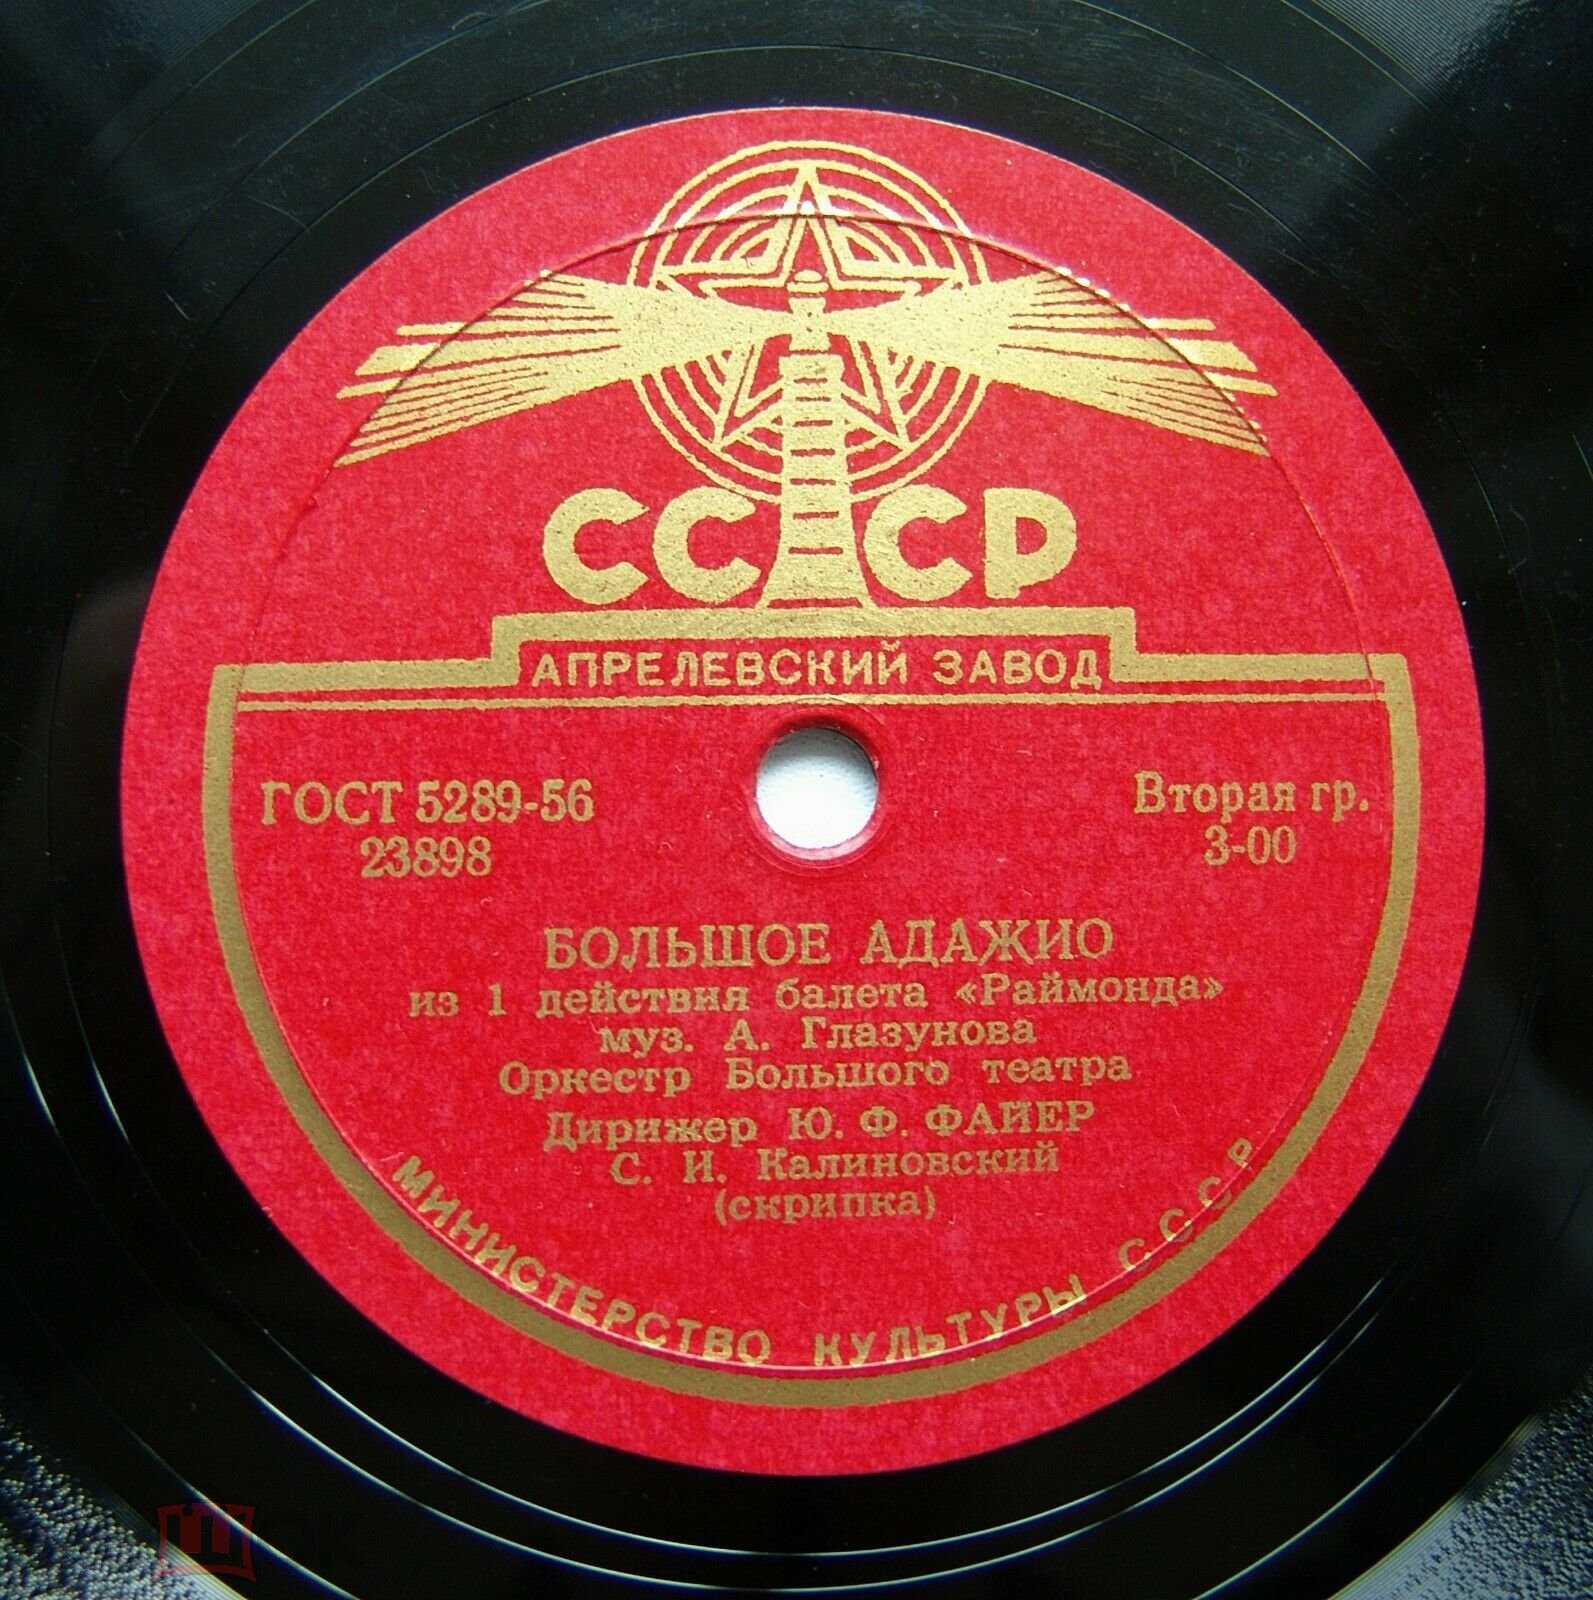 СССР
АПРЕЛЕВСКИЙ ЗАВОД
ГОСТ 5289-56
23898
Вторая гр.
3-00
БОЛЬШОЕ АДАЖИО
из 1 действия балета «Раймонда»
муз. А. Глазунова
Оркестр Большого театра
Дирижер Ю. Ф. ФАЙЕР
С. И. Калиновский
(скрипка)
МИНИСТЕРСТВО КУЛЬТУРЫ СССР